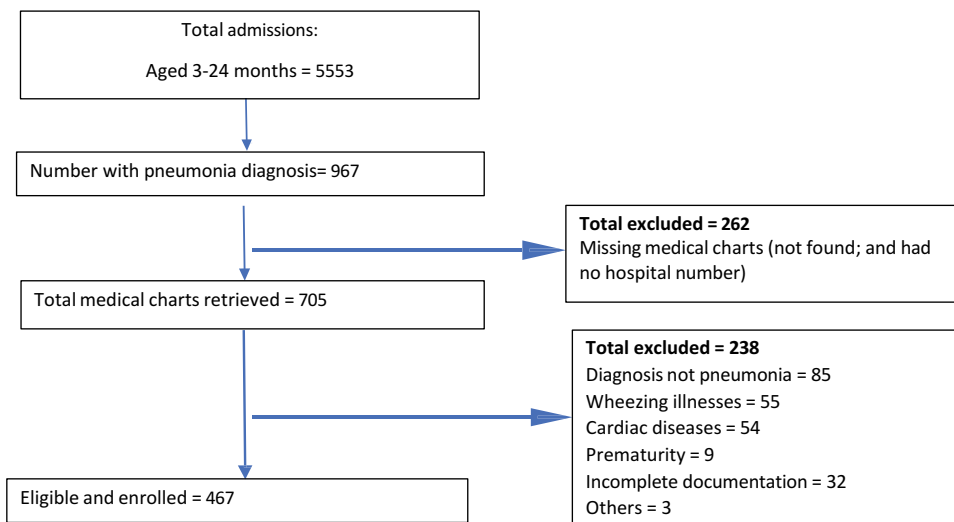 Total admissions:
Aged 3-24 months = 5553
Number with pneumonia diagnosis= 967
Total excluded = 262
Missing medical charts (not found; and had
no hospital number)
Total medical charts retrieved = 705
Total excluded = 238
Diagnosis not pneumonia = 85
Wheezing illnesses = 55
Cardiac diseases = 54
Prematurity = 9
Incomplete documentation = 32
Others = 3
Eligible and enrolled = 467